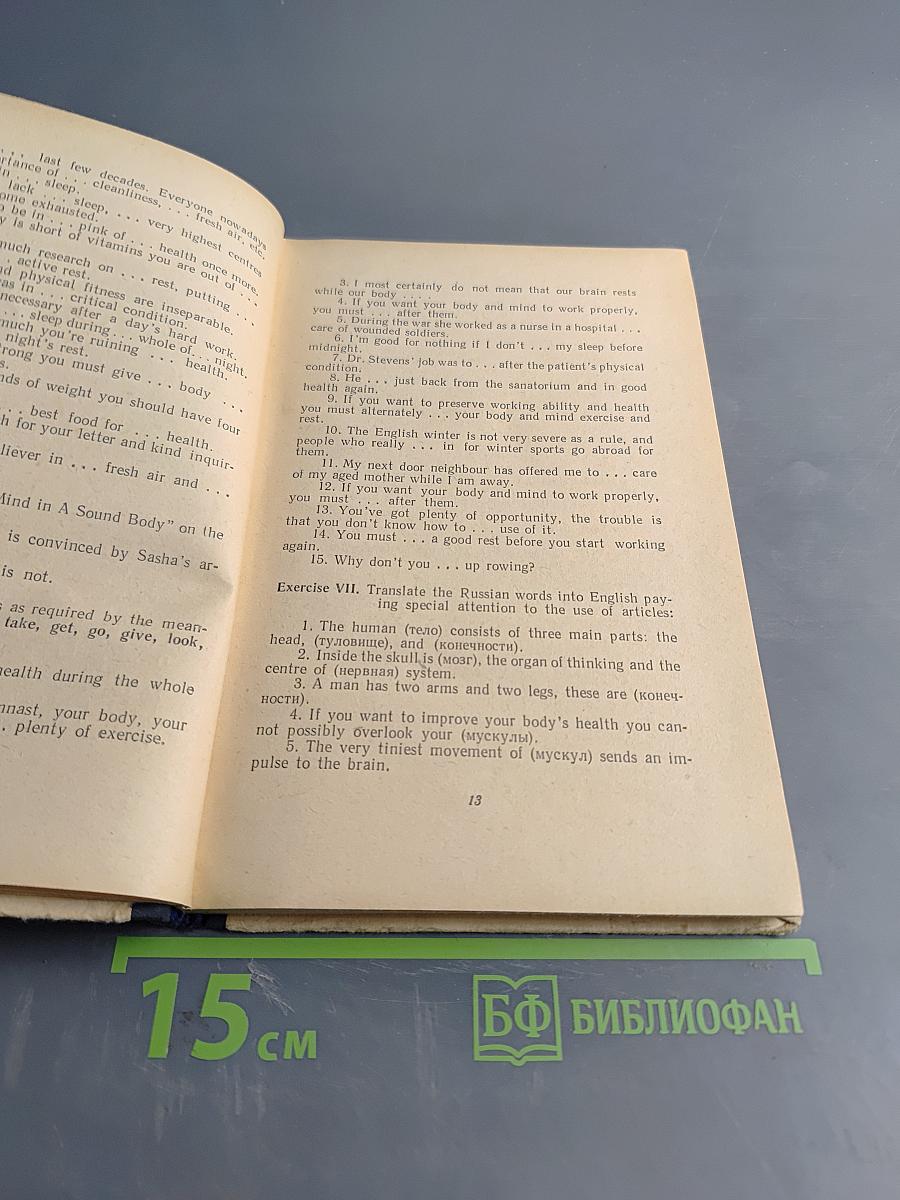 . . . last few decades. Everyone nowadays
rtance of . . . cleanliness, . . . fresh air, etc.
in . . . sleep.
lack . . . sleep, . . . very highest centres
ome exhausted.
o be in . . . pink of . . . health once more.
y is short of vitamins you are out of . . .
much research on . . . rest, putting . . .
. active rest.
nd physical fitness are inseparable.
as in . . . critical condition.
necessary after a day's hard work.
. . . sleep during . . . whole of . . . night.
much you're ruining . . . health.
night's rest.
rong you must give . . . body . . .
s.
nds of weight you should have four
. . . best food for . . . health.
h for your letter and kind inquir-
liever in . . . fresh air and . . .
Mind in A Sound Body" on the
is convinced by Sasha's ar-
is not.
s as required by the mean-
take, get, go, give, look,
health during the whole
nnast, your body, your
. plenty of exercise.
3. I most certainly do not mean that our brain rests
while our body . . . .
4. If you want your body and mind to work properly,
you must . . . after them.
5. During the war she worked as a nurse in a hospital . . .
care of wounded soldiers.
6. I'm good for nothing if I don't . . . my sleep before
midnight.
7. Dr. Stevens' job was to . . . after the patient's physical
condition.
8. He . . . just back from the sanatorium and in good
health again.
9. If you want to preserve working ability and health
you must alternately . . . your body and mind exercise and
rest.
10. The English winter is not very severe as a rule, and
people who really . . . in for winter sports go abroad for
them.
11. My next door neighbour has offered me to . . . care
of my aged mother while I am away.
12. If you want your body and mind to work properly,
you must . . . after them.
13. You've got plenty of opportunity, the trouble is
that you don't know how to . . . use of it.
14. You must . . . a good rest before you start working
again.
15. Why don't you . . . up rowing?
Exercise VII. Translate the Russian words into English pay-
ing special attention to the use of articles:
1. The human (тело) consists of three main parts: the
head, (туловище), and (конечности).
2. Inside the skull is (мозг), the organ of thinking and the
centre of (нервная) system.
3. A man has two arms and two legs, these are (конеч-
ности).
4. If you want to improve your body's health you can-
not possibly overlook your (мускулы).
5. The very tiniest movement of (мускул) sends an im-
pulse to the brain.
13
15 см
БФ БИБЛИОФАН